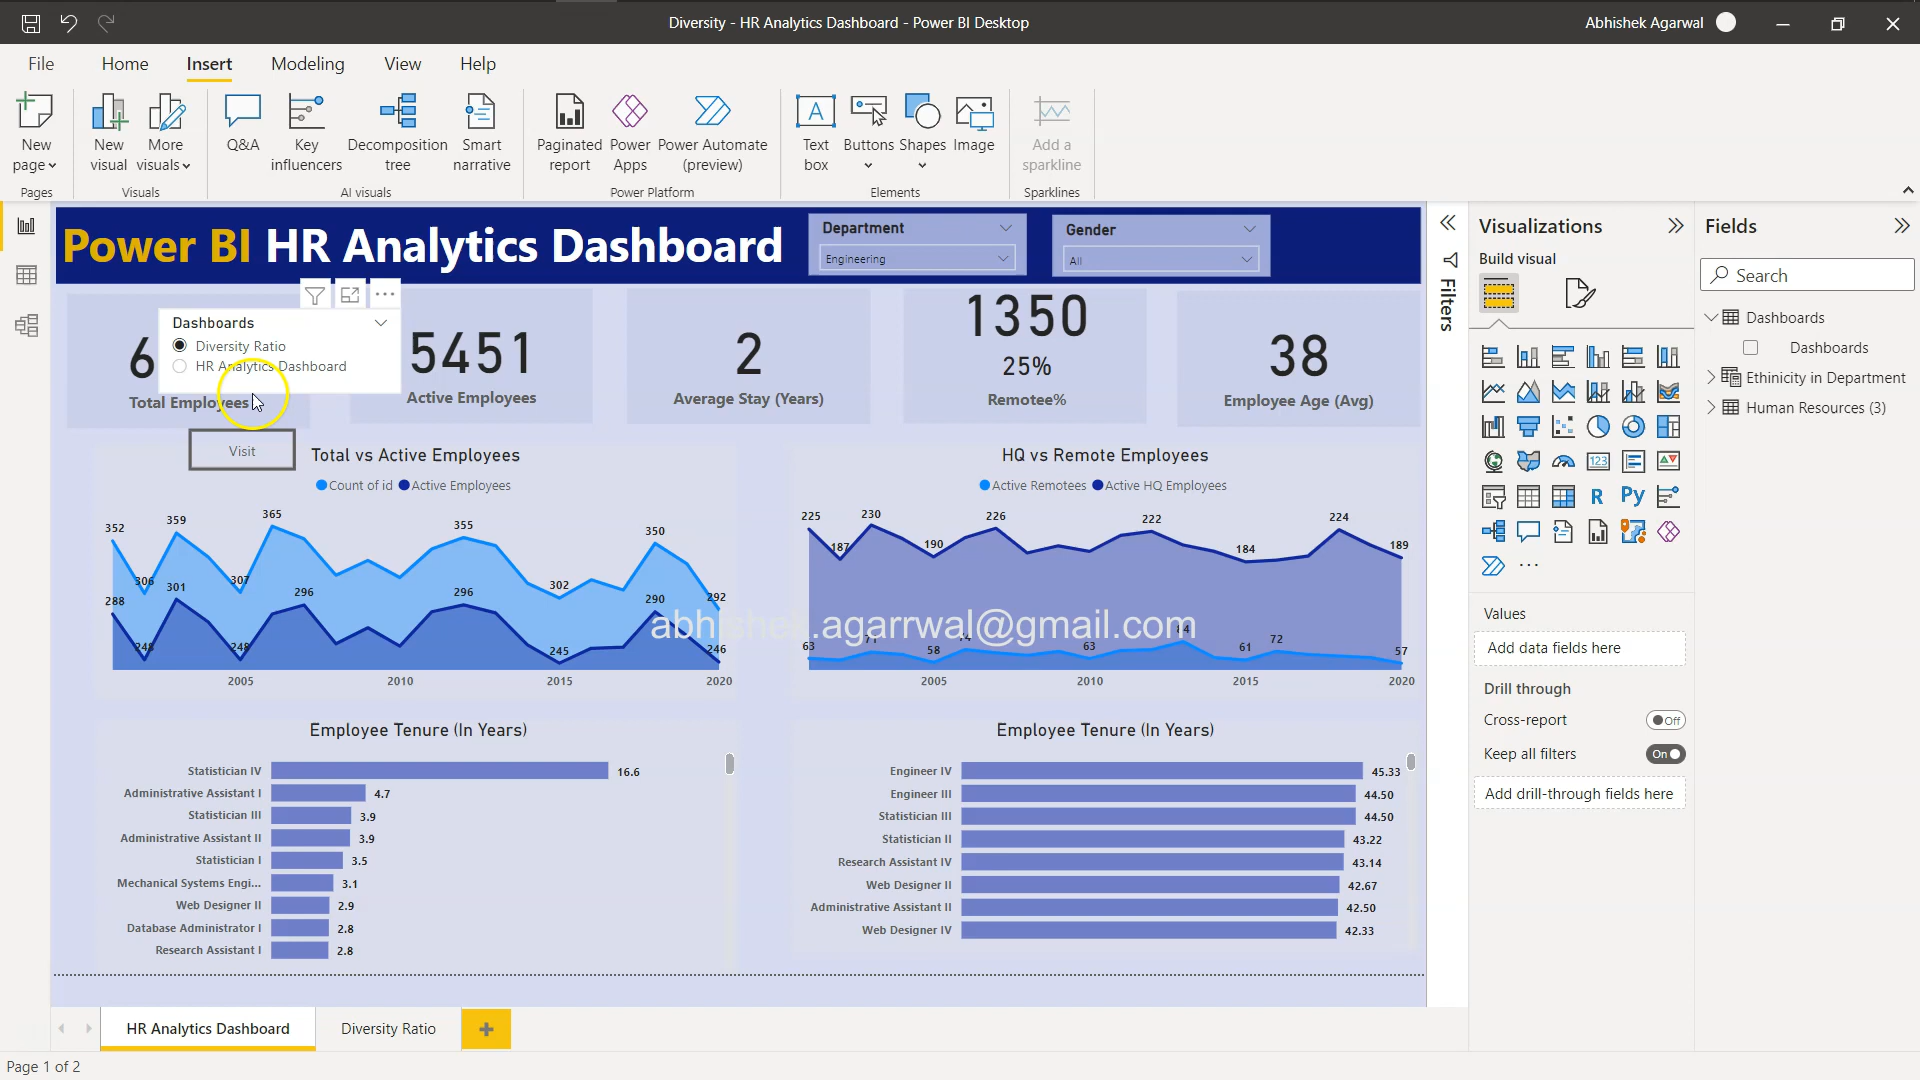 Diversity - HR Analytics Dashboard - Power BI Desktop
Abhishek Agarwal
File Home Insert Modeling View Help
New page
New visual
More visuals
Q&A
Key influencers
Decomposition tree
Smart narrative
Paginated report
Power Apps
Power Automate (preview)
Text box
Buttons
Shapes
Image
Add a sparkline
Pages
Visuals
AI visuals
Power Platform
Elements
Sparklines
Power BI HR Analytics Dashboard
Department
Engineering
Gender
All
Dashboards
Diversity Ratio
HR Analytics Dashboard
6
Total Employees
5451
Active Employees
2
Average Stay (Years)
1350
25%
Remotee%
38
Employee Age (Avg)
Visit
Total vs Active Employees
Count of id Active Employees
352
306
359
307
365
355
302
350
292
288
248
301
248
296
296
245
290
246
2005 2010 2015 2020
HQ vs Remote Employees
Active Remotees Active HQ Employees
225
187
230
190
226
222
184
224
189
63
71
58
74
63
84
61
72
57
2005 2010 2015 2020
abhishek.agarrwal@gmail.com
Employee Tenure (In Years)
Statistician IV 16.6
Administrative Assistant I 4.7
Statistician III 3.9
Administrative Assistant II 3.9
Statistician I 3.5
Mechanical Systems Engi... 3.1
Web Designer II 2.9
Database Administrator I 2.8
Research Assistant I 2.8
Employee Tenure (In Years)
Engineer IV 45.33
Engineer III 44.50
Statistician III 44.50
Statistician II 43.22
Research Assistant IV 43.14
Web Designer II 42.67
Administrative Assistant II 42.50
Web Designer IV 42.33
Filters
Visualizations
Build visual
123
R
Py
...
Values
Add data fields here
Drill through
Cross-report Off
Keep all filters On
Add drill-through fields here
Fields
Search
Dashboards
Dashboards
Ethinicity in Department
Human Resources (3)
HR Analytics Dashboard
Diversity Ratio
Page 1 of 2